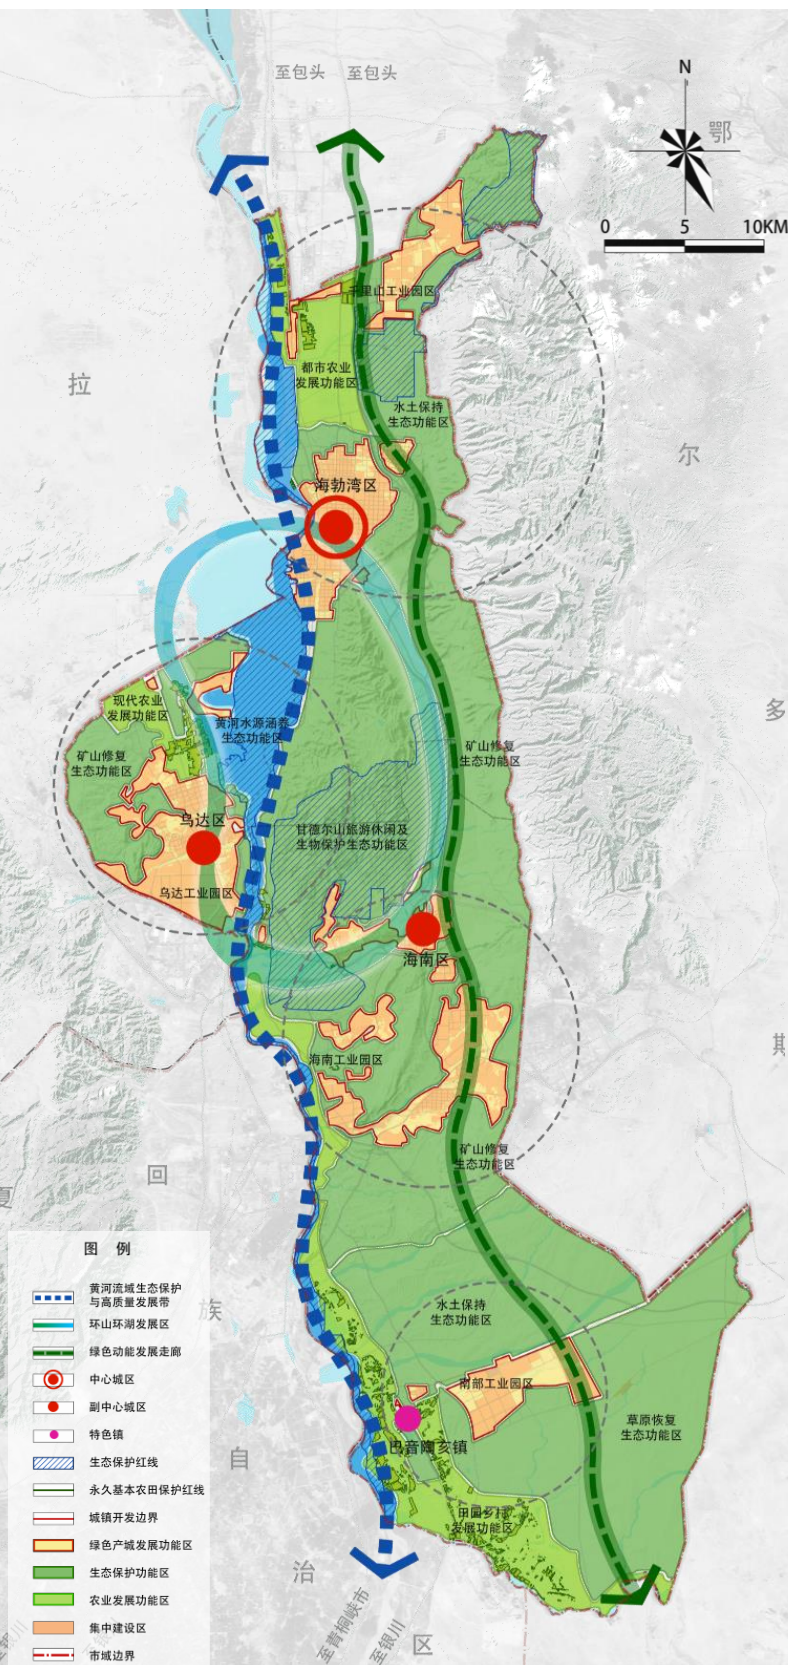 至包头 至包头
N
鄂
0 5 10KM
千里山工业园区
都市农业
发展功能区
拉
水土保持
生态功能区
尔
海勃湾区
现代农业
发展功能区
多
黄河水源涵养
生态功能区
矿山修复
生态功能区
矿山修复
生态功能区
乌达区
甘德尔山旅游休闲及
生物保护生态功能区
乌达工业园区
海南区
斯
海南工业园区
矿山修复
生态功能区
回
夏
族
水土保持
生态功能区
南部工业园区
草原恢复
生态功能区
巴音陶亥镇
自
田园乡村
发展功能区
治
至青铜峡市
至银川
区
至银川
图 例
黄河流域生态保护
与高质量发展带
环山环湖发展区
绿色动能发展走廊
中心城区
副中心城区
特色镇
生态保护红线
永久基本农田保护红线
城镇开发边界
绿色产城发展功能区
生态保护功能区
农业发展功能区
集中建设区
市域边界